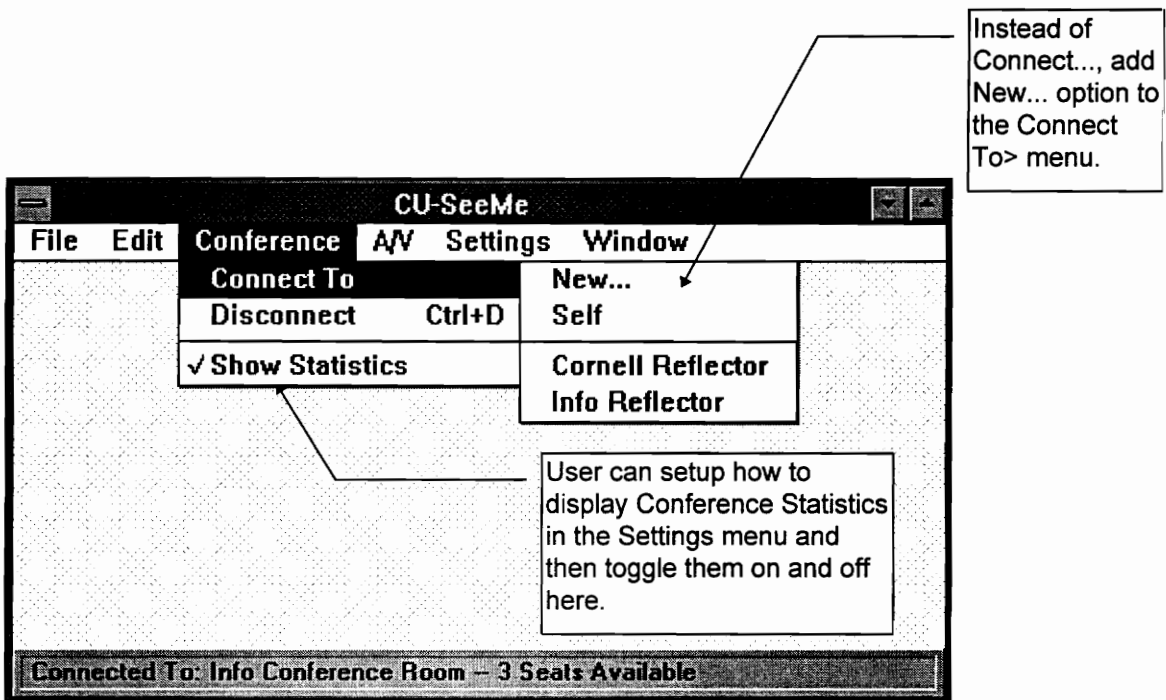 Instead of
Connect..., add
New... option to
the Connect
To> menu.
CU-SeeMe
File Edit Conference A/V Settings Window
Connect To
Disconnect Ctrl+D
√ Show Statistics
New...
Self
Cornell Reflector
Info Reflector
User can setup how to
display Conference Statistics
in the Settings menu and
then toggle them on and off
here.
Connected To: Info Conference Room – 3 Seats Available